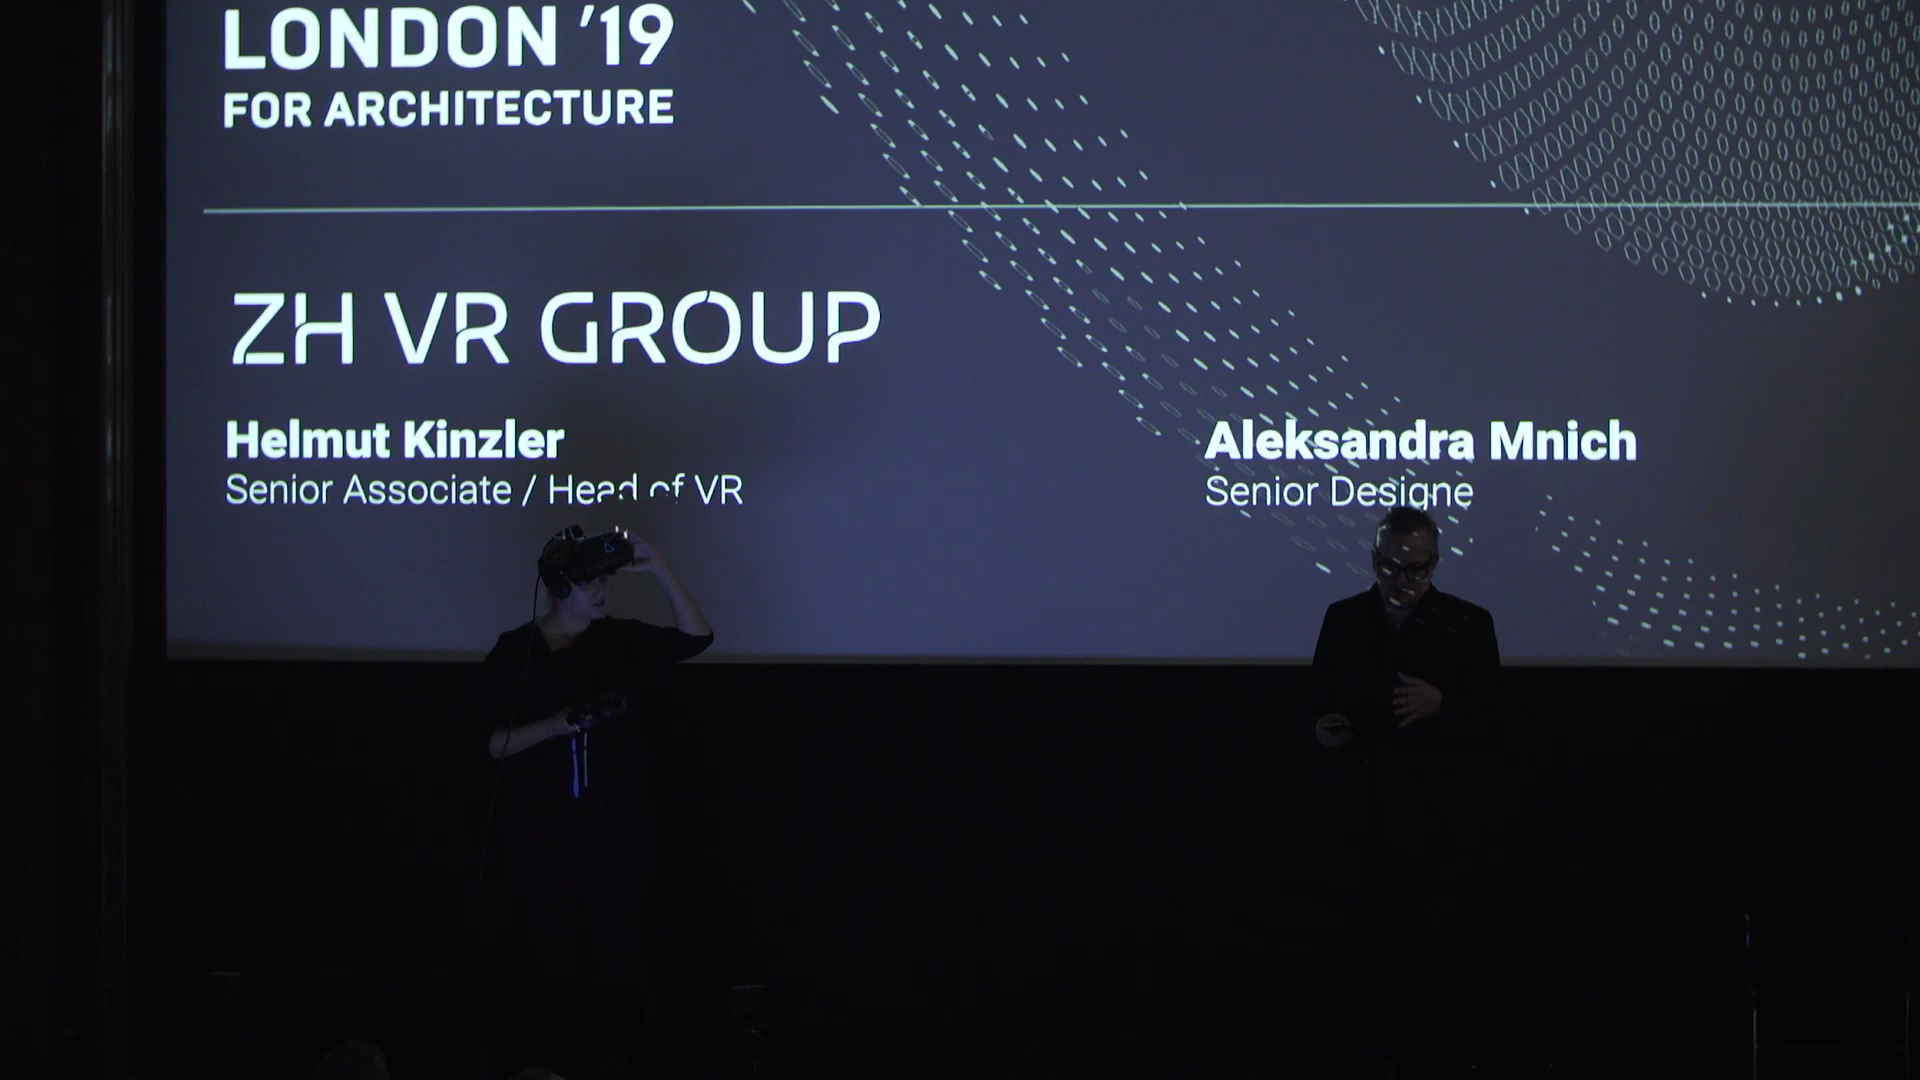 LONDON '19
FOR ARCHITECTURE
ZH VR GROUP
Helmut Kinzler
Senior Associate / Head of VR
Aleksandra Mnich
Senior Designe